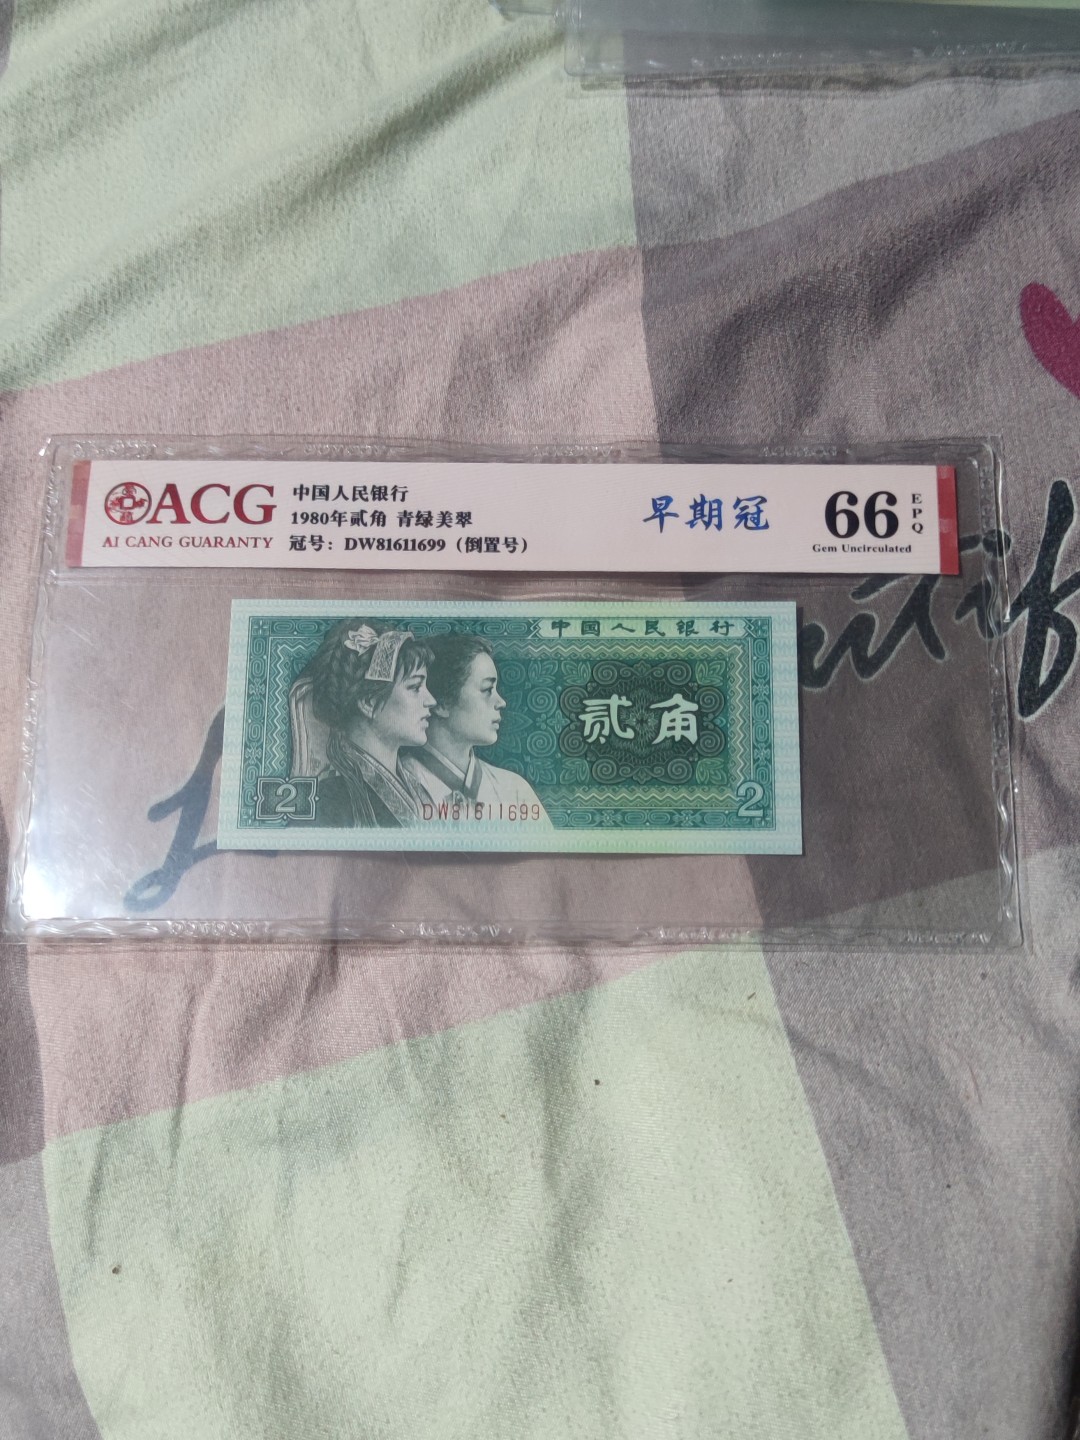 ACG
AI CANG GUARANTY
中国人民银行
1980年贰角 青绿美翠
冠号：DW81611699（倒置号）
早期冠
66
EPQ
Gem Uncirculated
中国人民银行
贰角
2
DW81611699
2